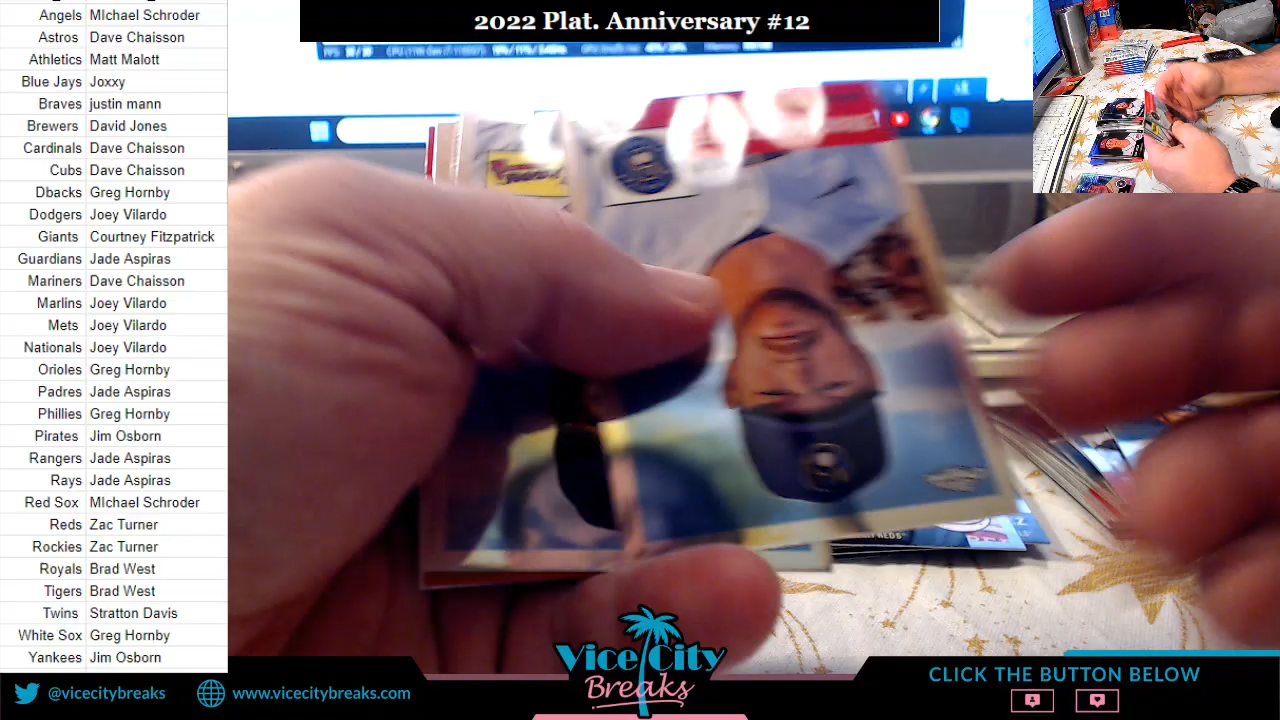 2022 Plat. Anniversary #12
Angels MIchael Schroder
Astros Dave Chaisson
Athletics Matt Malott
Blue Jays Joxxy
Braves justin mann
Brewers David Jones
Cardinals Dave Chaisson
Cubs Dave Chaisson
Dbacks Greg Hornby
Dodgers Joey Vilardo
Giants Courtney Fitzpatrick
Guardians Jade Aspiras
Mariners Dave Chaisson
Marlins Joey Vilardo
Mets Joey Vilardo
Nationals Joey Vilardo
Orioles Greg Hornby
Padres Jade Aspiras
Phillies Greg Hornby
Pirates Jim Osborn
Rangers Jade Aspiras
Rays Jade Aspiras
Red Sox MIchael Schroder
Reds Zac Turner
Rockies Zac Turner
Royals Brad West
Tigers Brad West
Twins Stratton Davis
White Sox Greg Hornby
Yankees Jim Osborn
@vicecitybreaks
www.vicecitybreaks.com
Vice City
Breaks
CLICK THE BUTTON BELOW